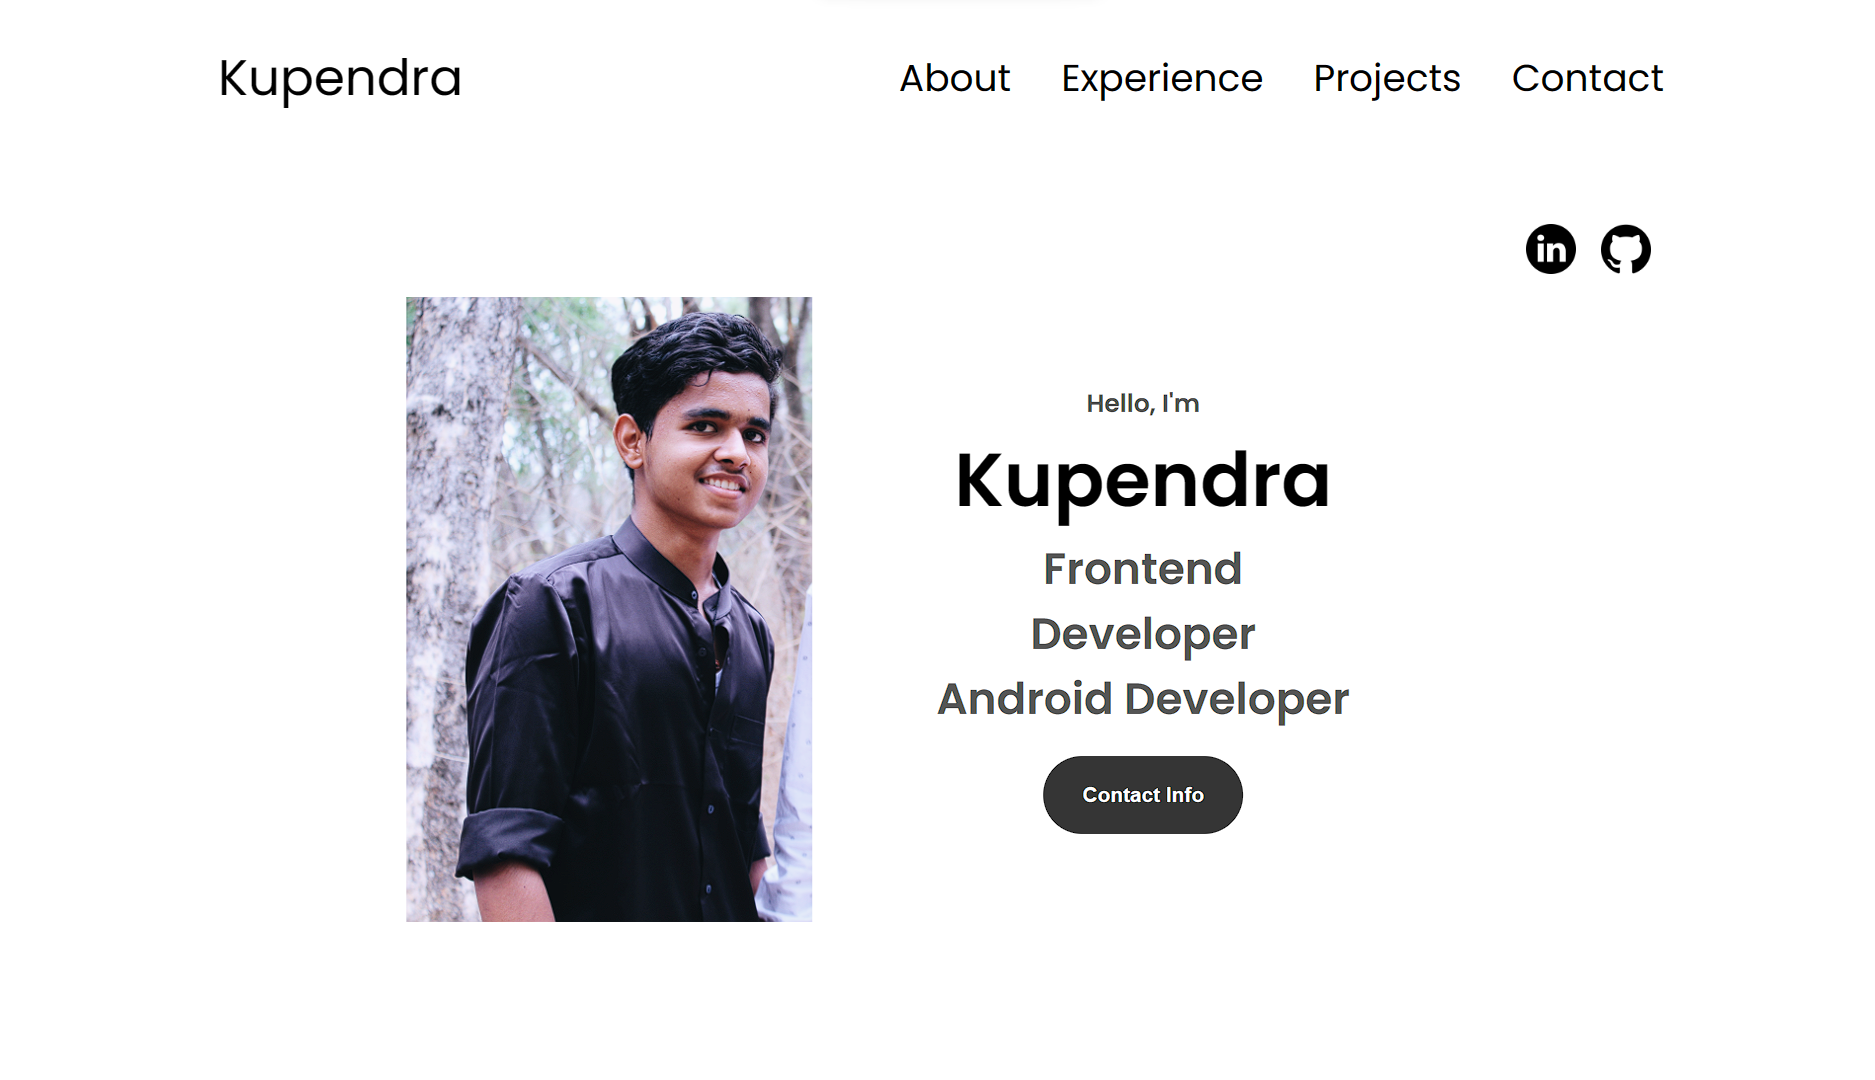 Kupendra
About Experience Projects Contact
in
Hello, I'm
Kupendra
Frontend
Developer
Android Developer
Contact Info